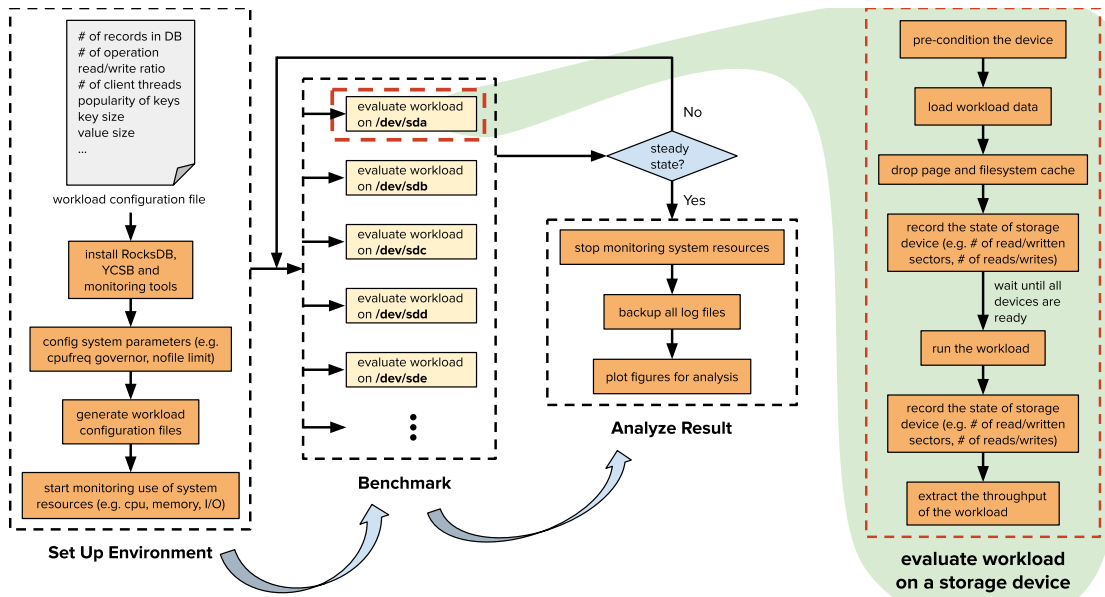 # of records in DB
# of operation
read/write ratio
# of client threads
popularity of keys
key size
value size
...
workload configuration file
install RocksDB,
YCSB and
monitoring tools
config system parameters (e.g.
cpufreq governor, nofile limit)
generate workload
configuration files
start monitoring use of system
resources (e.g. cpu, memory, I/O)
Set Up Environment
evaluate workload
on /dev/sda
evaluate workload
on /dev/sdb
evaluate workload
on /dev/sdc
evaluate workload
on /dev/sdd
evaluate workload
on /dev/sde
Benchmark
No
steady
state?
Yes
stop monitoring system resources
backup all log files
plot figures for analysis
Analyze Result
pre-condition the device
load workload data
drop page and filesystem cache
record the state of storage
device (e.g. # of read/written
sectors, # of reads/writes)
wait until all
devices are
ready
run the workload
record the state of storage
device (e.g. # of read/written
sectors, # of reads/writes)
extract the throughput
of the workload
evaluate workload
on a storage device